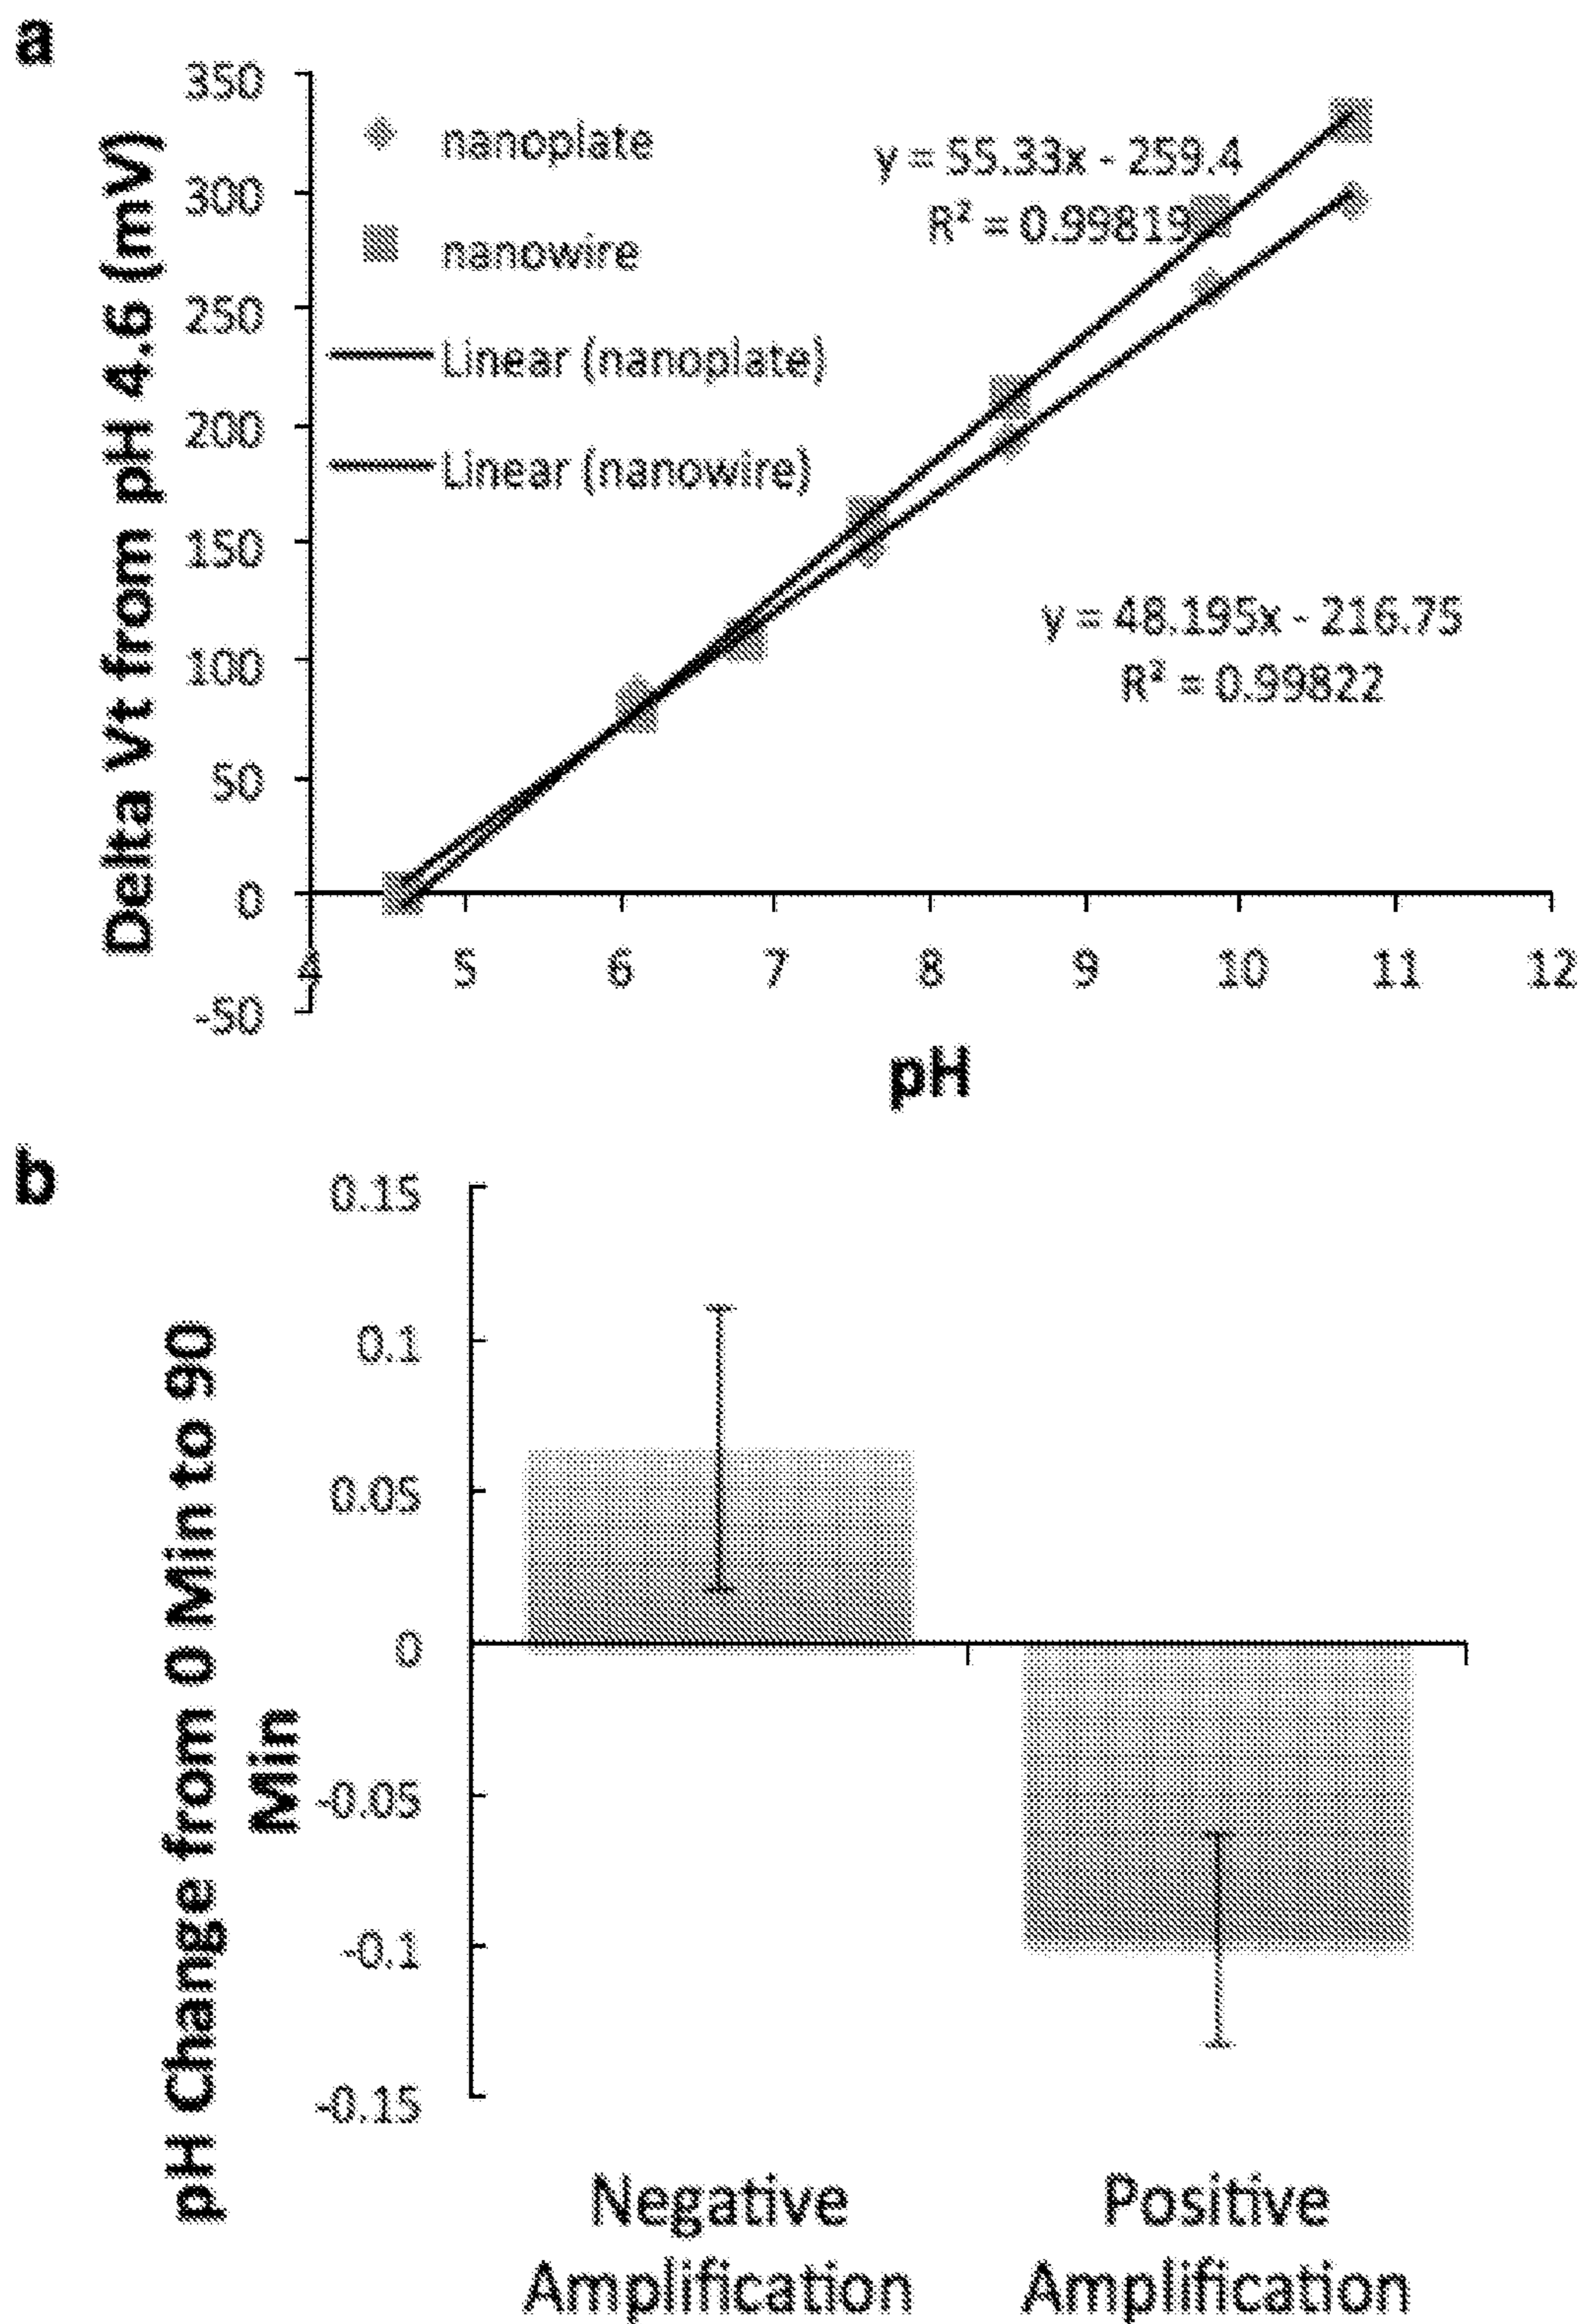 a
350
300
250
200
150
100
50
0
-50
Delta Vt from pH 4.6 (mV)
nanoplate
nanowire
Linear (nanoplate)
Linear (nanowire)
y = 55.33x - 259.4
R² = 0.99819
y = 48.195x - 216.75
R² = 0.99822
4 5 6 7 8 9 10 11 12
pH
b
0.15
0.1
0.05
0
-0.05
-0.1
-0.15
pH Change from 0 Min to 90
Min
Negative
Amplification
Positive
Amplification